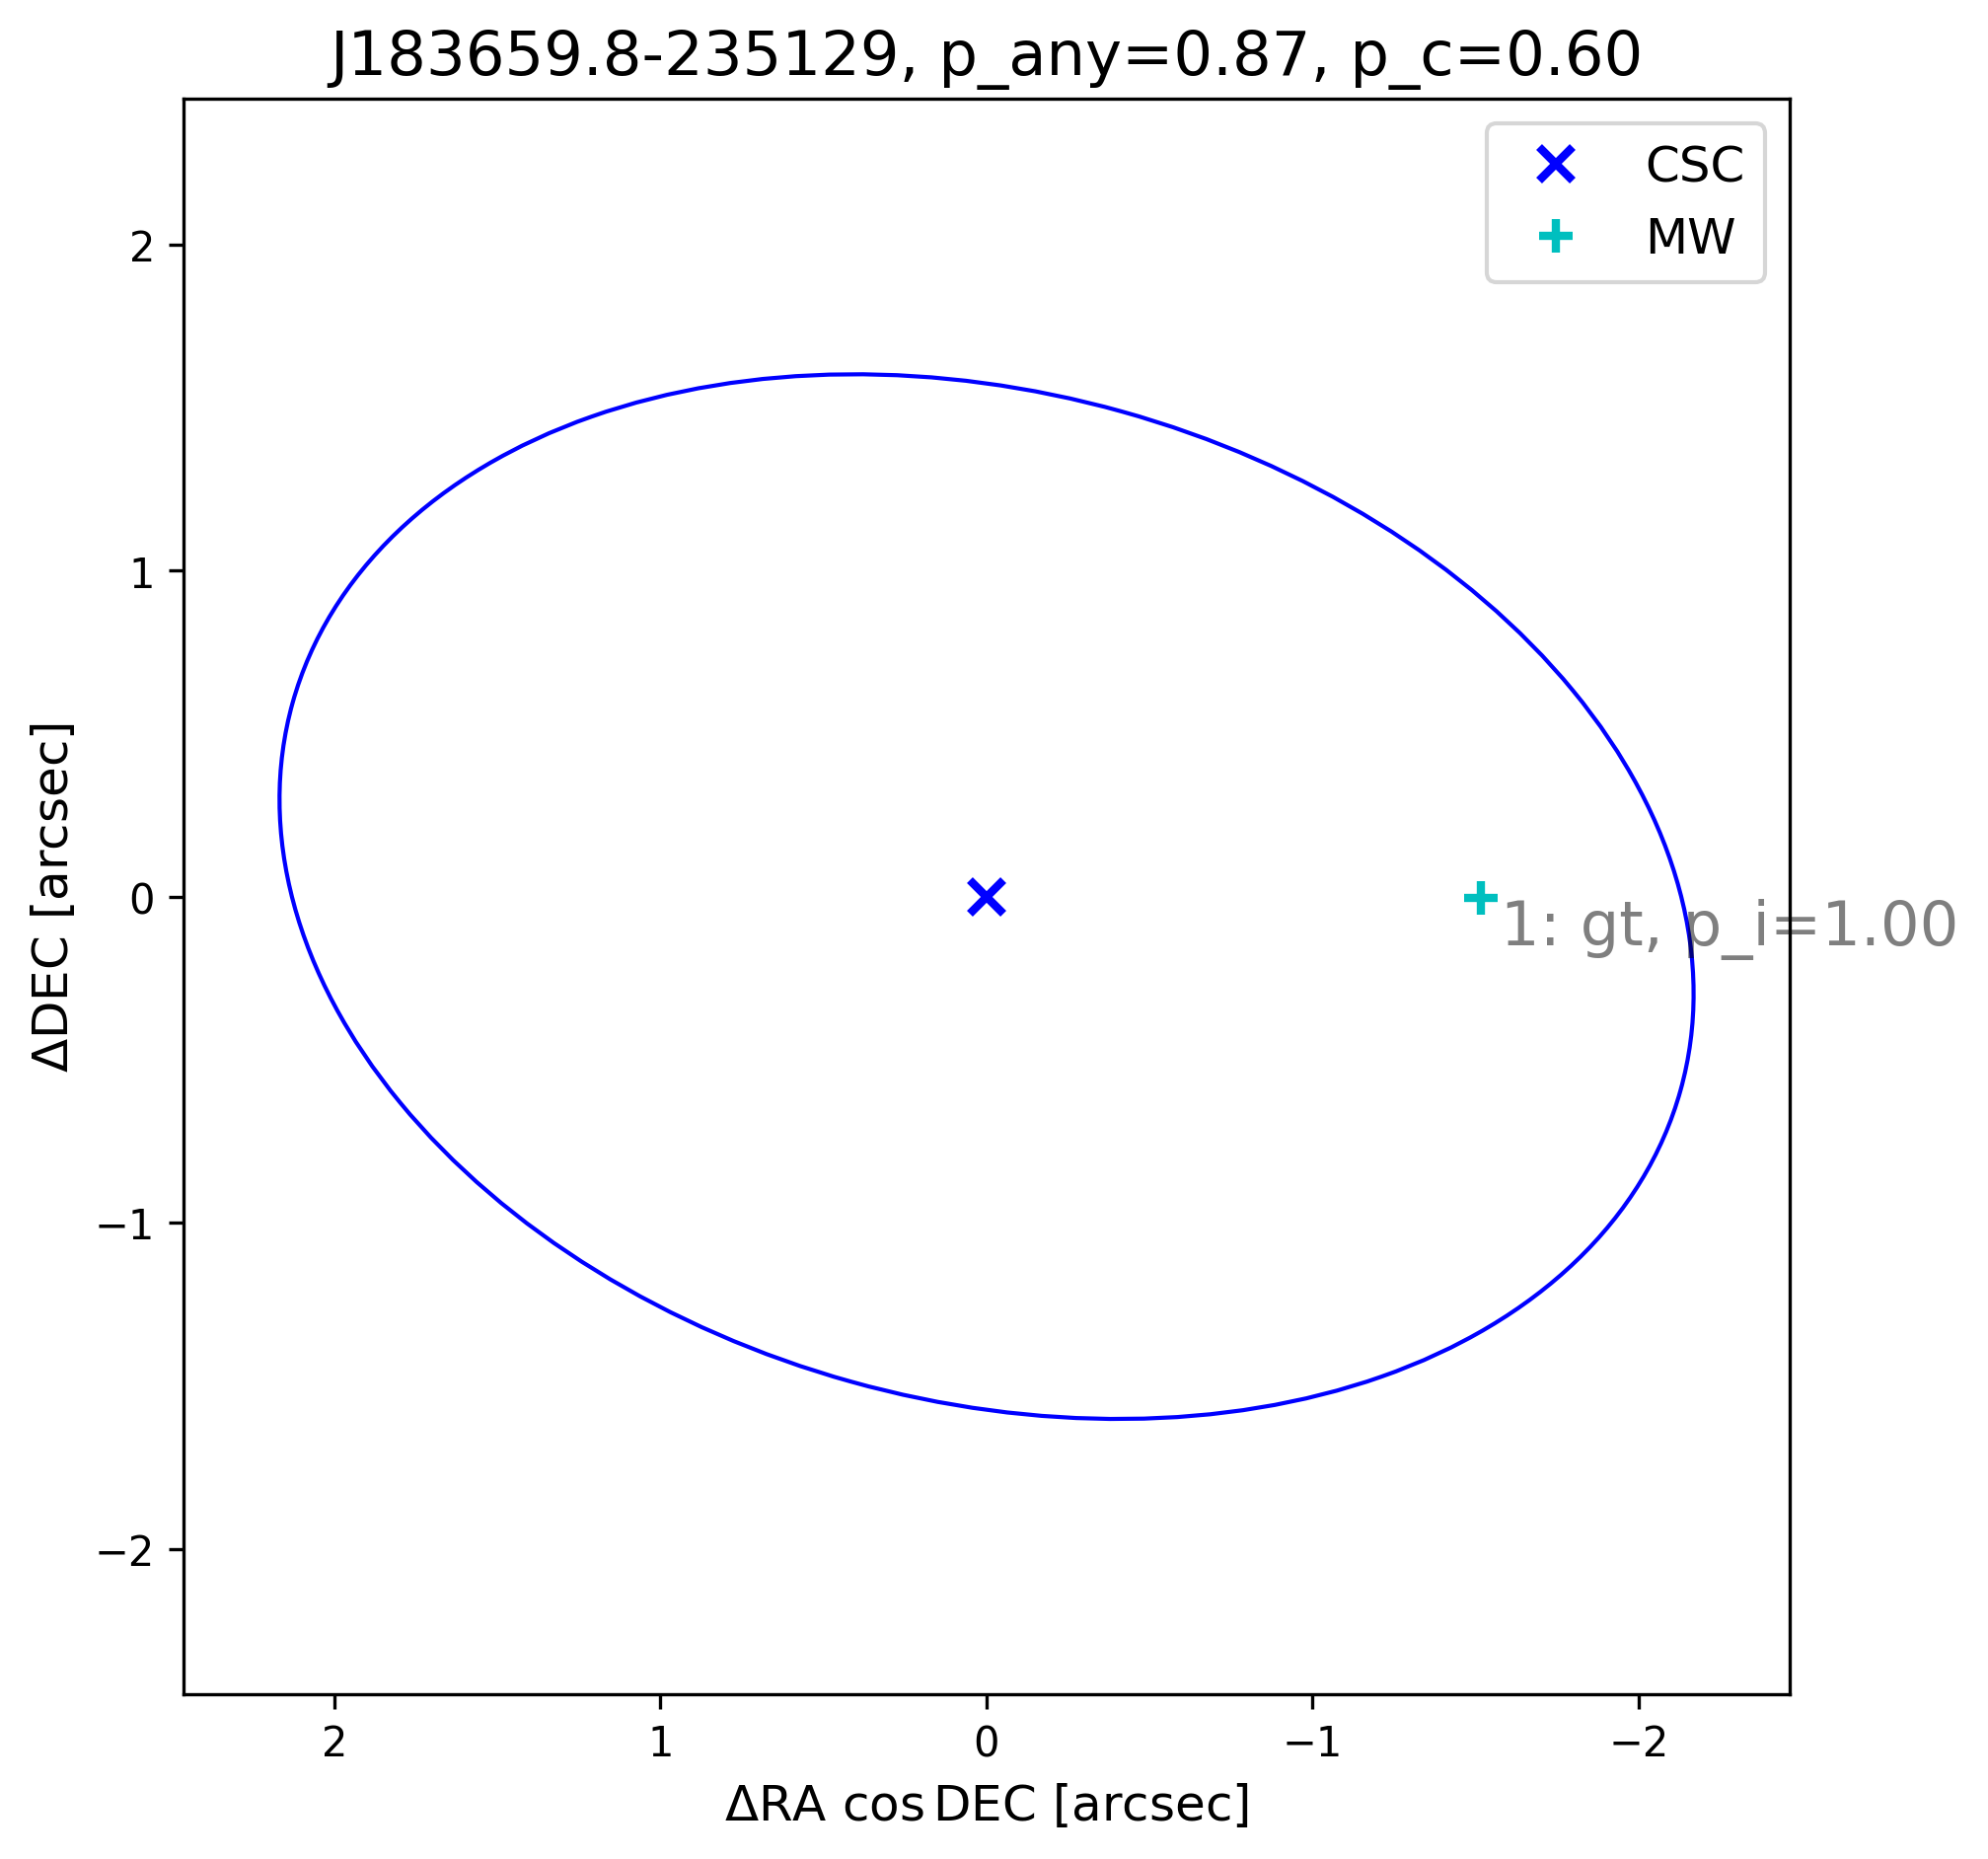 J183659.8-235129, p_any=0.87, p_c=0.60
CSC
MW
2
1
0
−1
−2
ΔDEC [arcsec]
1: gt, p_i=1.00
2
1
0
−1
−2
ΔRA cos DEC [arcsec]